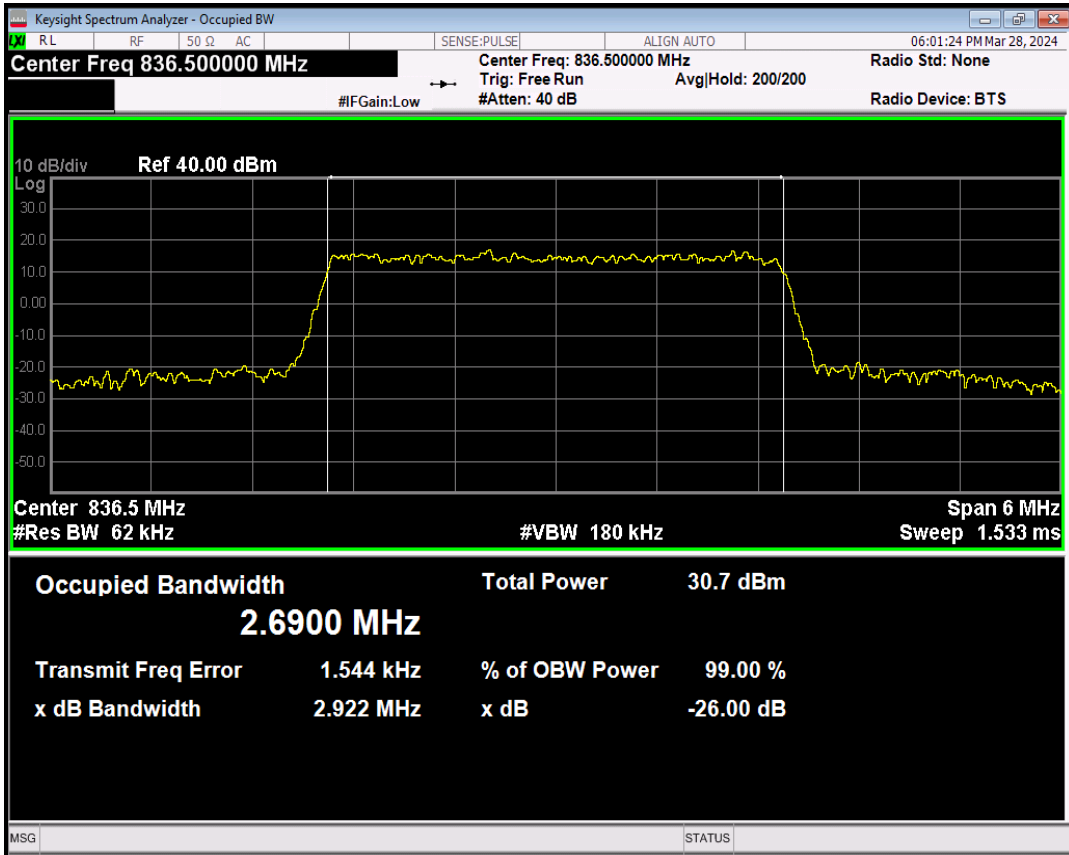 Keysight Spectrum Analyzer - Occupied BW
LXI RL RF 50 Ω AC SENSE:PULSE ALIGN AUTO 06:01:24 PM Mar 28, 2024
Center Freq 836.500000 MHz Center Freq: 836.500000 MHz Radio Std: None
Trig: Free Run Avg|Hold: 200/200
#IFGain:Low #Atten: 40 dB Radio Device: BTS
10 dB/div Ref 40.00 dBm
Log
30.0
20.0
10.0
0.00
-10.0
-20.0
-30.0
-40.0
-50.0
Center 836.5 MHz Span 6 MHz
#Res BW 62 kHz #VBW 180 kHz Sweep 1.533 ms
Occupied Bandwidth Total Power 30.7 dBm
2.6900 MHz
Transmit Freq Error 1.544 kHz % of OBW Power 99.00 %
x dB Bandwidth 2.922 MHz x dB -26.00 dB
MSG STATUS